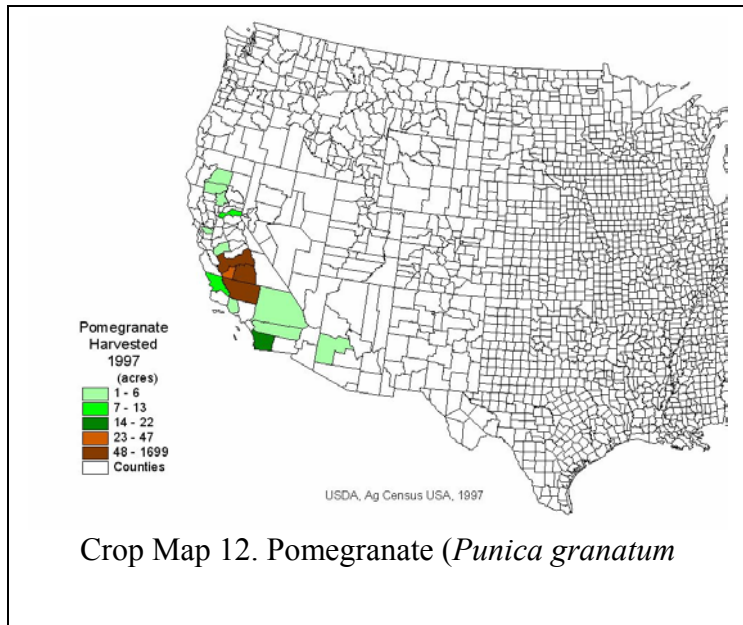 Pomegranate
Harvested
1997
(acres)
1 - 6
7 - 13
14 - 22
23 - 47
48 - 1699
Counties
USDA, Ag Census USA, 1997
Crop Map 12. Pomegranate (Punica granatum